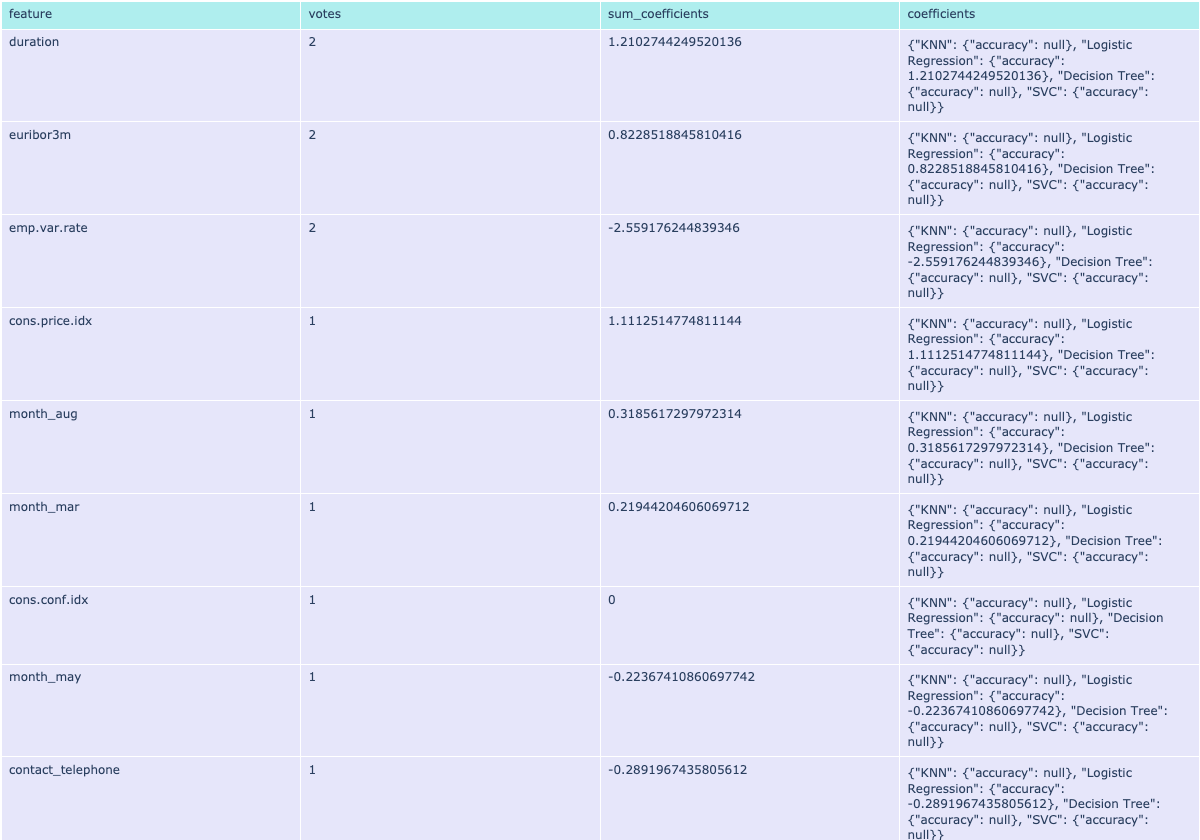 feature votes sum_coefficients coefficients
duration 2 1.2102744249520136 {"KNN": {"accuracy": null}, "Logistic
Regression": {"accuracy":
1.2102744249520136}, "Decision Tree":
{"accuracy": null}, "SVC": {"accuracy":
null}}
euribor3m 2 0.8228518845810416 {"KNN": {"accuracy": null}, "Logistic
Regression": {"accuracy":
0.8228518845810416}, "Decision Tree":
{"accuracy": null}, "SVC": {"accuracy":
null}}
emp.var.rate 2 -2.559176244839346 {"KNN": {"accuracy": null}, "Logistic
Regression": {"accuracy":
-2.559176244839346}, "Decision Tree":
{"accuracy": null}, "SVC": {"accuracy":
null}}
cons.price.idx 1 1.1112514774811144 {"KNN": {"accuracy": null}, "Logistic
Regression": {"accuracy":
1.1112514774811144}, "Decision Tree":
{"accuracy": null}, "SVC": {"accuracy":
null}}
month_aug 1 0.3185617297972314 {"KNN": {"accuracy": null}, "Logistic
Regression": {"accuracy":
0.3185617297972314}, "Decision Tree":
{"accuracy": null}, "SVC": {"accuracy":
null}}
month_mar 1 0.21944204606069712 {"KNN": {"accuracy": null}, "Logistic
Regression": {"accuracy":
0.21944204606069712}, "Decision Tree":
{"accuracy": null}, "SVC": {"accuracy":
null}}
cons.conf.idx 1 0 {"KNN": {"accuracy": null}, "Logistic
Regression": {"accuracy": null}, "Decision
Tree": {"accuracy": null}, "SVC":
{"accuracy": null}}
month_may 1 -0.22367410860697742 {"KNN": {"accuracy": null}, "Logistic
Regression": {"accuracy":
-0.22367410860697742}, "Decision Tree":
{"accuracy": null}, "SVC": {"accuracy":
null}}
contact_telephone 1 -0.2891967435805612 {"KNN": {"accuracy": null}, "Logistic
Regression": {"accuracy":
-0.2891967435805612}, "Decision Tree":
{"accuracy": null}, "SVC": {"accuracy":
null}}